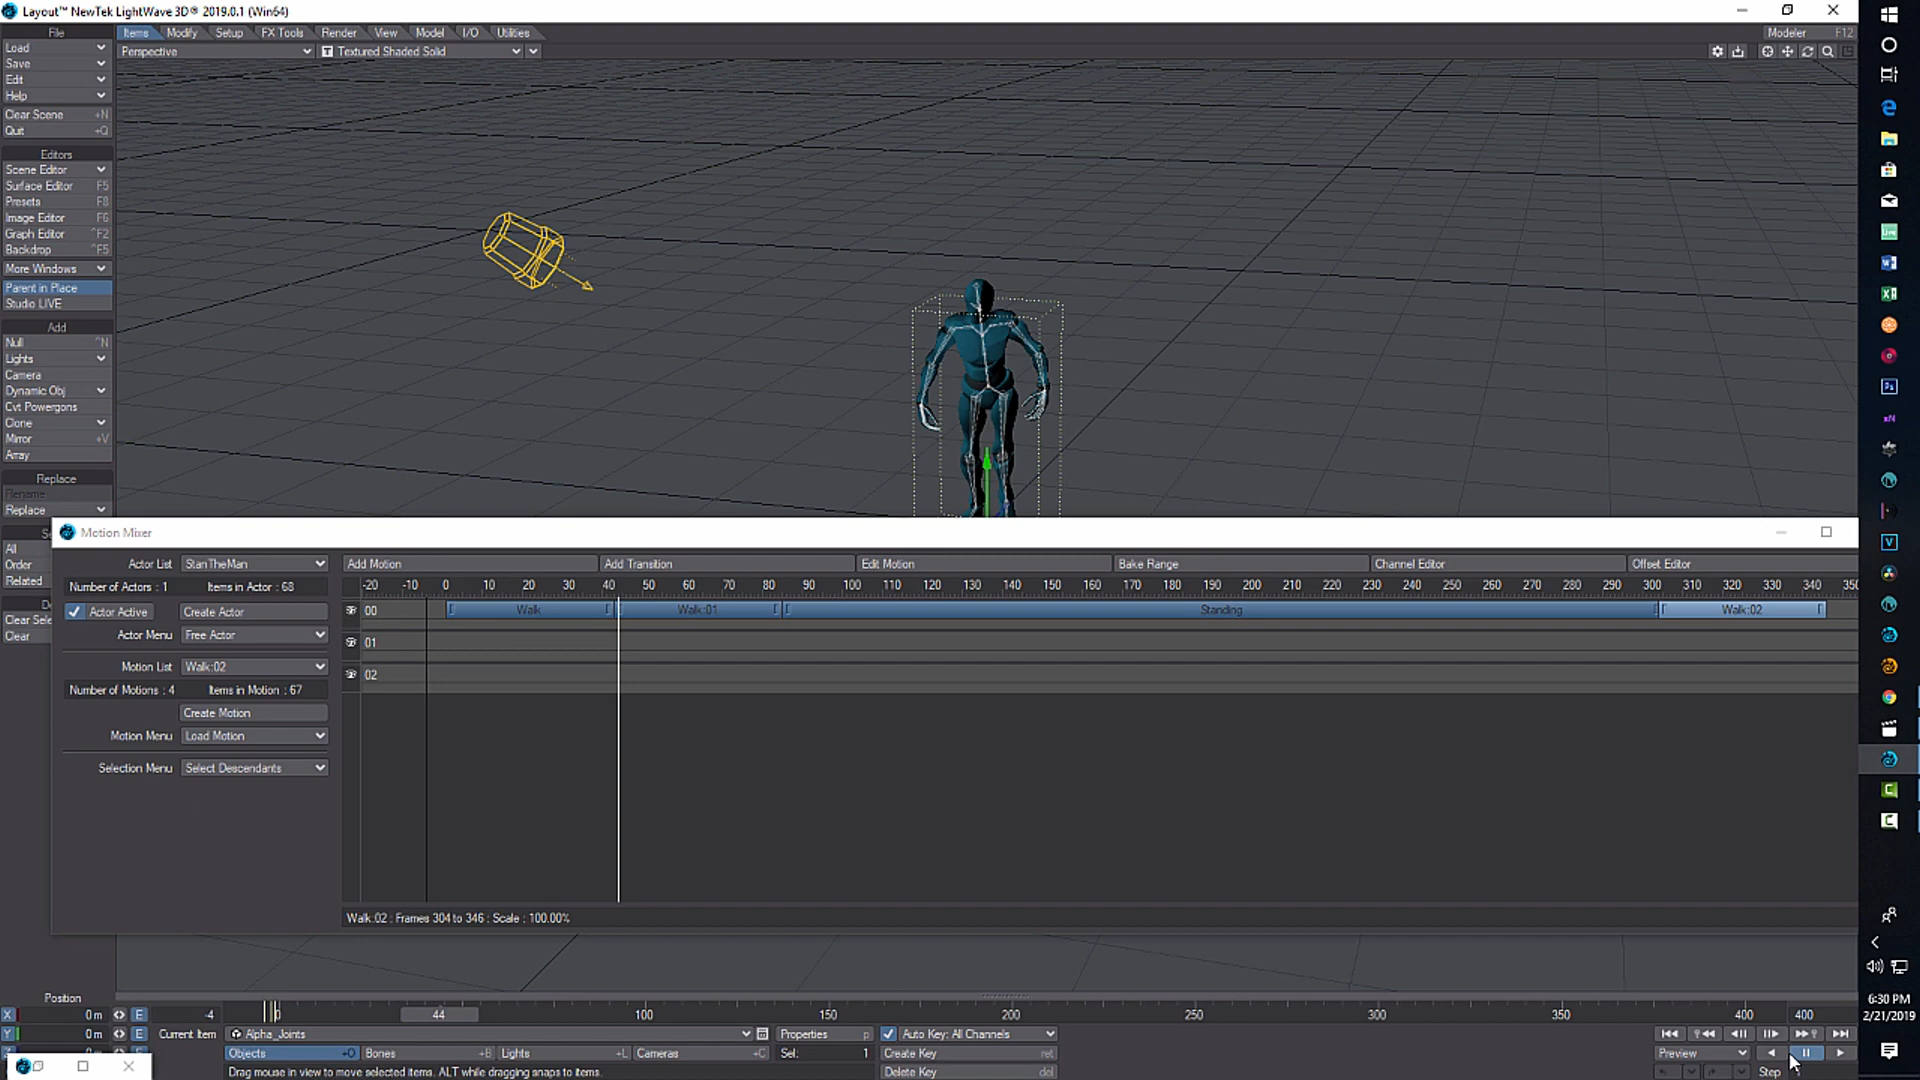 Layout™ NewTek LightWave 3D® 2019.0.1 (Win64)
File Items Modify Setup FX Tools Render View Model I/O Utilities Modeler F12
Load Perspective T Textured Shaded Solid
Save
Edit
Help
Clear Scene +N
Quit +Q
Editors
Scene Editor
Surface Editor F5
Presets F8
Image Editor F6
Graph Editor ^F2
Backdrop ^F5
More Windows
Parent in Place
Studio LIVE
Add
Null ^N
Lights
Camera
Dynamic Obj
Cvt Powergons
Clone
Mirror +V
Array
Replace
Rename
Replace
All
Order
Related
Clear Sele
Clear
Motion Mixer
Actor List StanTheMan Add Motion Add Transition Edit Motion Bake Range Channel Editor Offset Editor
Number of Actors : 1 Items in Actor : 68 -20 -10 0 10 20 30 40 50 60 70 80 90 100 110 120 130 140 150 160 170 180 190 200 210 220 230 240 250 260 270 280 290 300 310 320 330 340 350
Actor Active Create Actor 00 Walk Walk:01 Standing Walk:02
Actor Menu Free Actor 01
Motion List Walk:02 02
Number of Motions : 4 Items in Motion : 67
Create Motion
Motion Menu Load Motion
Selection Menu Select Descendants
Walk:02 : Frames 304 to 346 : Scale : 100.00%
Position
X 0 m E -4 0 44 100 150 200 250 300 350 400 400
Y 0 m E Current Item Alpha_Joints Properties p Auto Key: All Channels
Objects +O Bones +B Lights +L Cameras +C Sel: 1 Create Key ret Preview
Drag mouse in view to move selected items. ALT while dragging snaps to items. Delete Key del Step
Live
Ps
xN
V
6:30 PM
2/21/2019